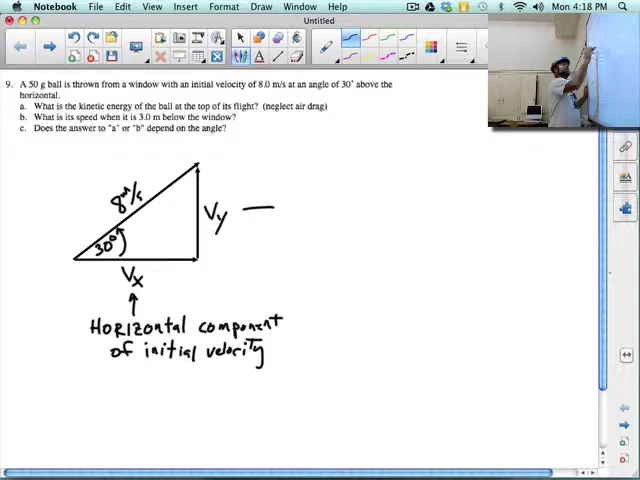 Notebook File Edit View Insert Format Tools Draw Window Help Mon 4:18 PM
Untitled
9. A 50 g ball is thrown from a window with an initial velocity of 8.0 m/s at an angle of 30° above the
horizontal.
a. What is the kinetic energy of the ball at the top of its flight? (neglect air drag)
b. What is its speed when it is 3.0 m below the window?
c. Does the answer to "a" or "b" depend on the angle?
8 m/s
Vy
30°
Vx
HORIZONTAL component
of initial velocity